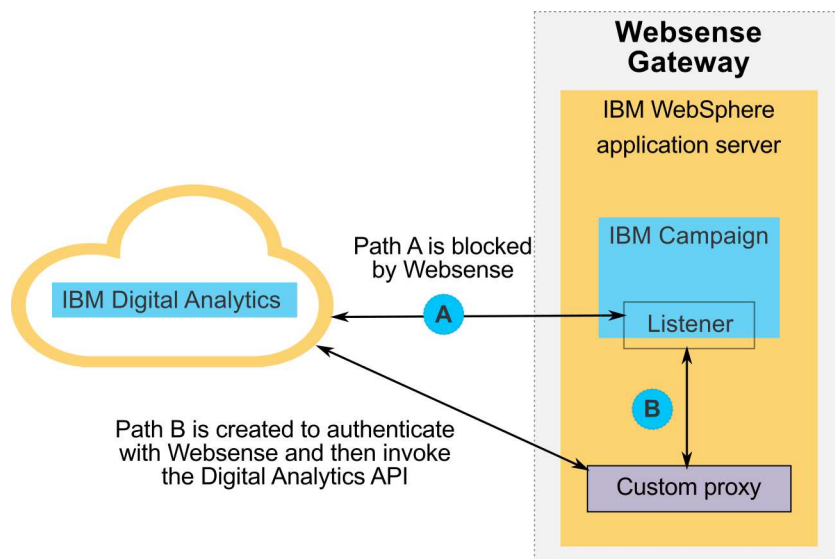 Websense
Gateway
IBM WebSphere
application server
IBM Campaign
Listener
Path A is blocked
by Websense
IBM Digital Analytics
A
B
Path B is created to authenticate
with Websense and then invoke
the Digital Analytics API
Custom proxy